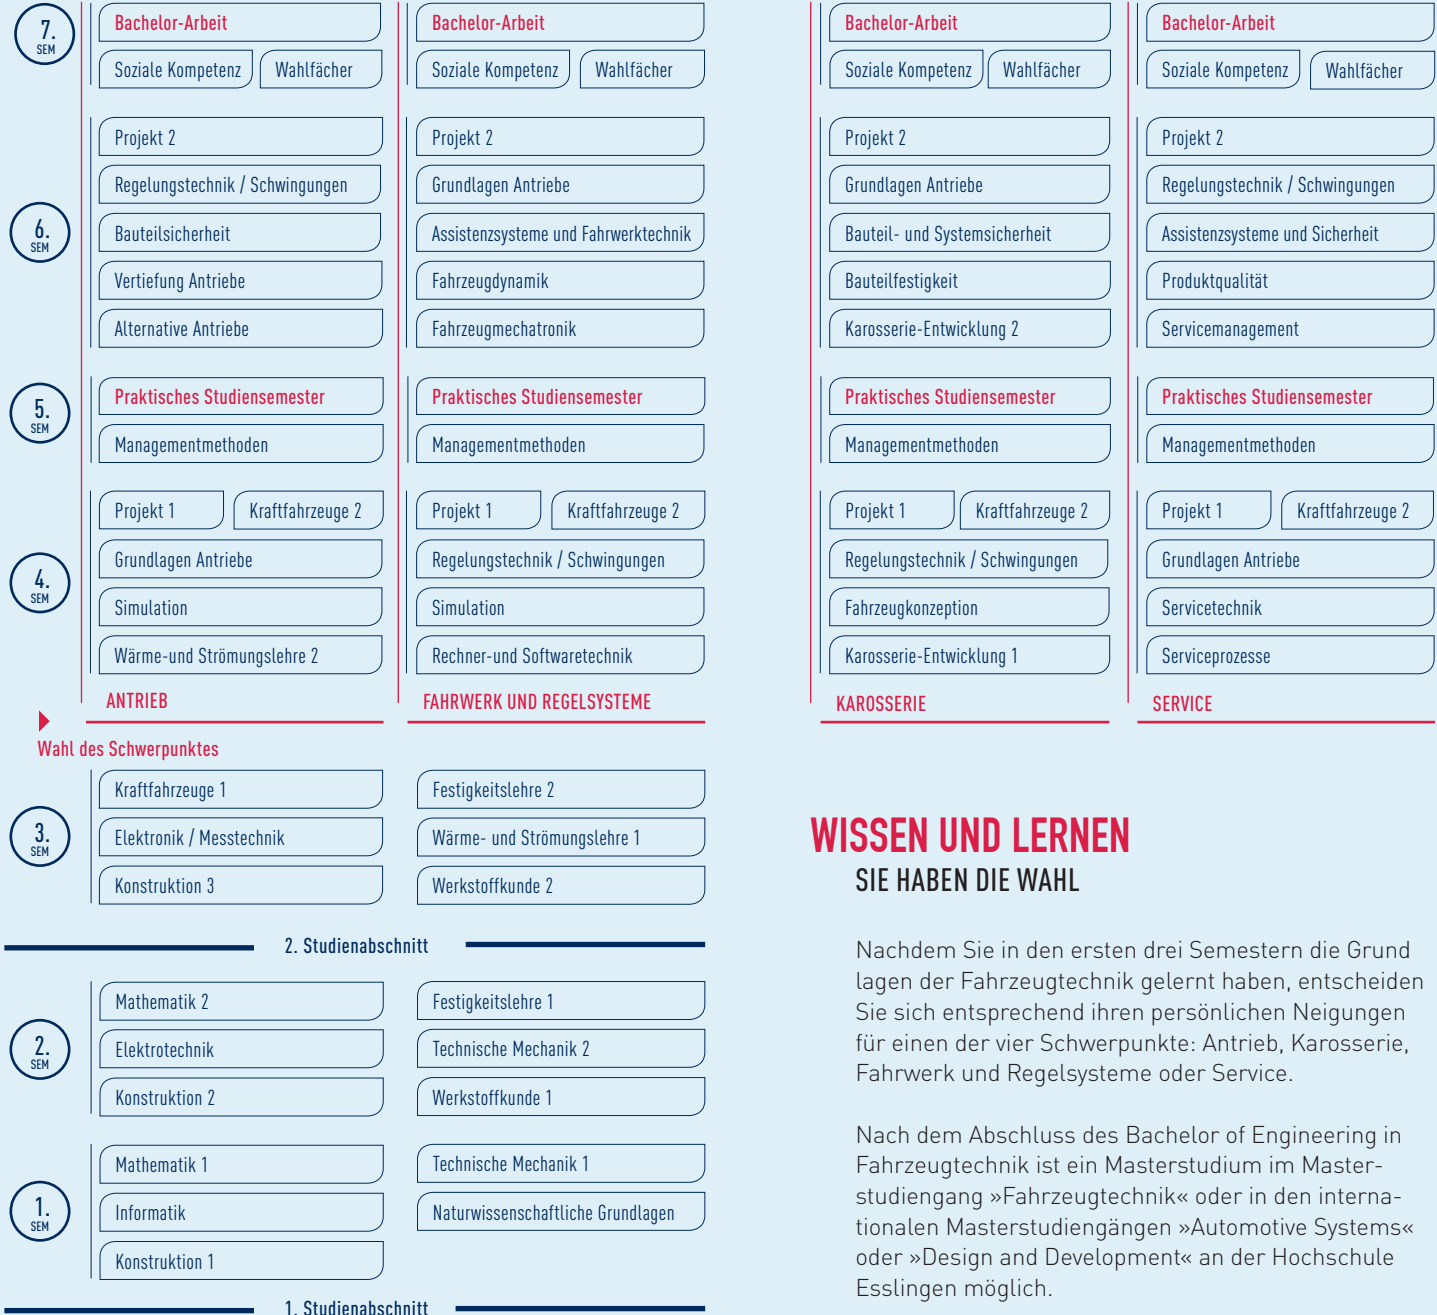 7.
SEM
Bachelor-Arbeit
Soziale Kompetenz
Wahlfächer
Bachelor-Arbeit
Soziale Kompetenz
Wahlfächer
Bachelor-Arbeit
Soziale Kompetenz
Wahlfächer
Bachelor-Arbeit
Soziale Kompetenz
Wahlfächer
6.
SEM
Projekt 2
Regelungstechnik / Schwingungen
Bauteilsicherheit
Vertiefung Antriebe
Alternative Antriebe
Projekt 2
Grundlagen Antriebe
Assistenzsysteme und Fahrwerktechnik
Fahrzeugdynamik
Fahrzeugmechatronik
Projekt 2
Grundlagen Antriebe
Bauteil- und Systemsicherheit
Bauteilfestigkeit
Karosserie-Entwicklung 2
Projekt 2
Regelungstechnik / Schwingungen
Assistenzsysteme und Sicherheit
Produktqualität
Servicemanagement
5.
SEM
Praktisches Studiensemester
Managementmethoden
Praktisches Studiensemester
Managementmethoden
Praktisches Studiensemester
Managementmethoden
Praktisches Studiensemester
Managementmethoden
4.
SEM
Projekt 1
Kraftfahrzeuge 2
Grundlagen Antriebe
Simulation
Wärme-und Strömungslehre 2
Projekt 1
Kraftfahrzeuge 2
Regelungstechnik / Schwingungen
Simulation
Rechner-und Softwaretechnik
Projekt 1
Kraftfahrzeuge 2
Regelungstechnik / Schwingungen
Fahrzeugkonzeption
Karosserie-Entwicklung 1
Projekt 1
Kraftfahrzeuge 2
Grundlagen Antriebe
Servicetechnik
Serviceprozesse
ANTRIEB
FAHRWERK UND REGELSYSTEME
KAROSSERIE
SERVICE
Wahl des Schwerpunktes
3.
SEM
Kraftfahrzeuge 1
Elektronik / Messtechnik
Konstruktion 3
Festigkeitslehre 2
Wärme- und Strömungslehre 1
Werkstoffkunde 2
2. Studienabschnitt
2.
SEM
Mathematik 2
Elektrotechnik
Konstruktion 2
Festigkeitslehre 1
Technische Mechanik 2
Werkstoffkunde 1
1.
SEM
Mathematik 1
Informatik
Konstruktion 1
Technische Mechanik 1
Naturwissenschaftliche Grundlagen
1. Studienabschnitt
WISSEN UND LERNEN
SIE HABEN DIE WAHL
Nachdem Sie in den ersten drei Semestern die Grund
lagen der Fahrzeugtechnik gelernt haben, entscheiden
Sie sich entsprechend ihren persönlichen Neigungen
für einen der vier Schwerpunkte: Antrieb, Karosserie,
Fahrwerk und Regelsysteme oder Service.
Nach dem Abschluss des Bachelor of Engineering in
Fahrzeugtechnik ist ein Masterstudium im Master-
studiengang »Fahrzeugtechnik« oder in den interna-
tionalen Masterstudiengängen »Automotive Systems«
oder »Design and Development« an der Hochschule
Esslingen möglich.